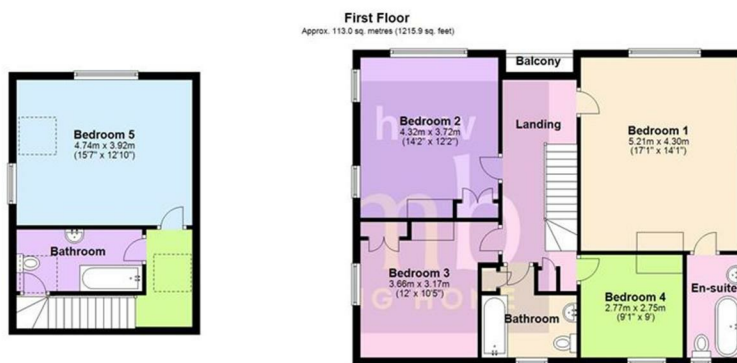 First Floor
Approx. 113.0 sq. metres (1215.9 sq. feet)
Balcony
Bedroom 5
4.74m x 3.92m
(15'7" x 12'10")
Bathroom
Bedroom 2
4.32m x 3.72m
(14'2" x 12'2")
Landing
Bedroom 1
5.21m x 4.30m
(17'1" x 14'1")
Bedroom 3
3.66m x 3.17m
(12' x 10'5")
Bathroom
Bedroom 4
2.77m x 2.75m
(9'1" x 9')
En-suite
mb
G HOME